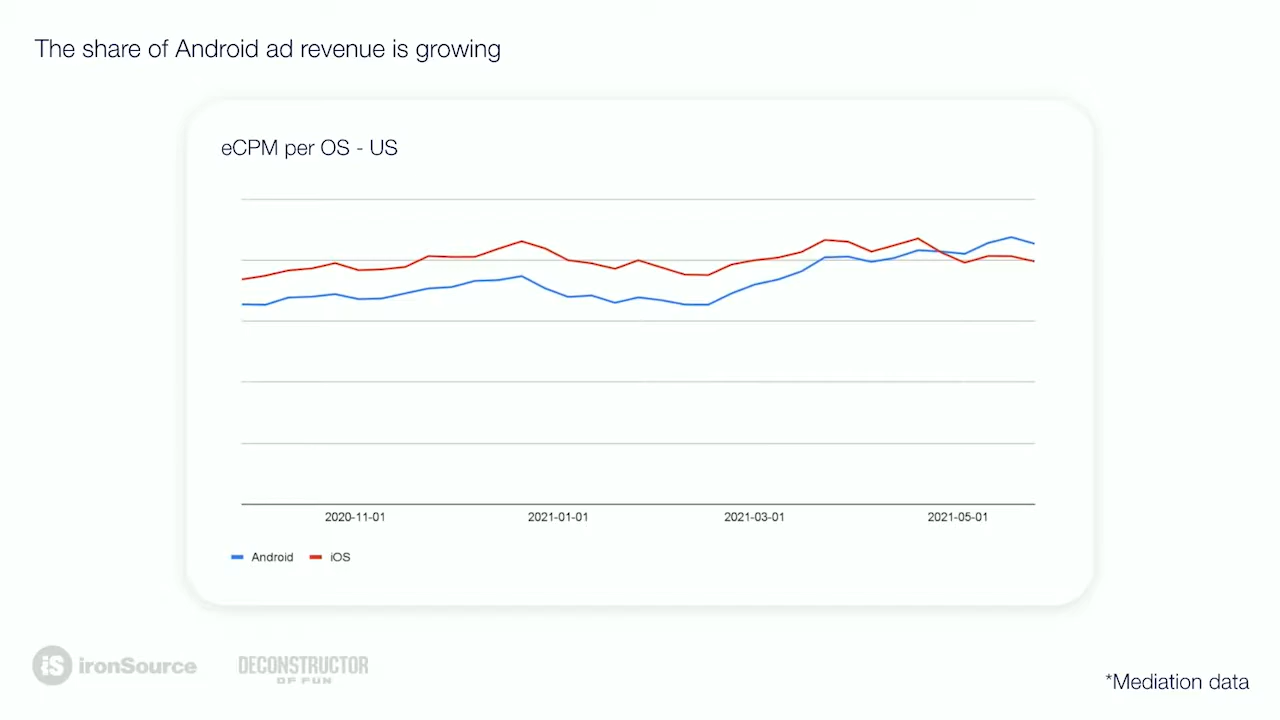 The share of Android ad revenue is growing
eCPM per OS - US
2020-11-01 2021-01-01 2021-03-01 2021-05-01
Android iOS
iS ironSource DECONSTRUCTOR
OF FUN
*Mediation data